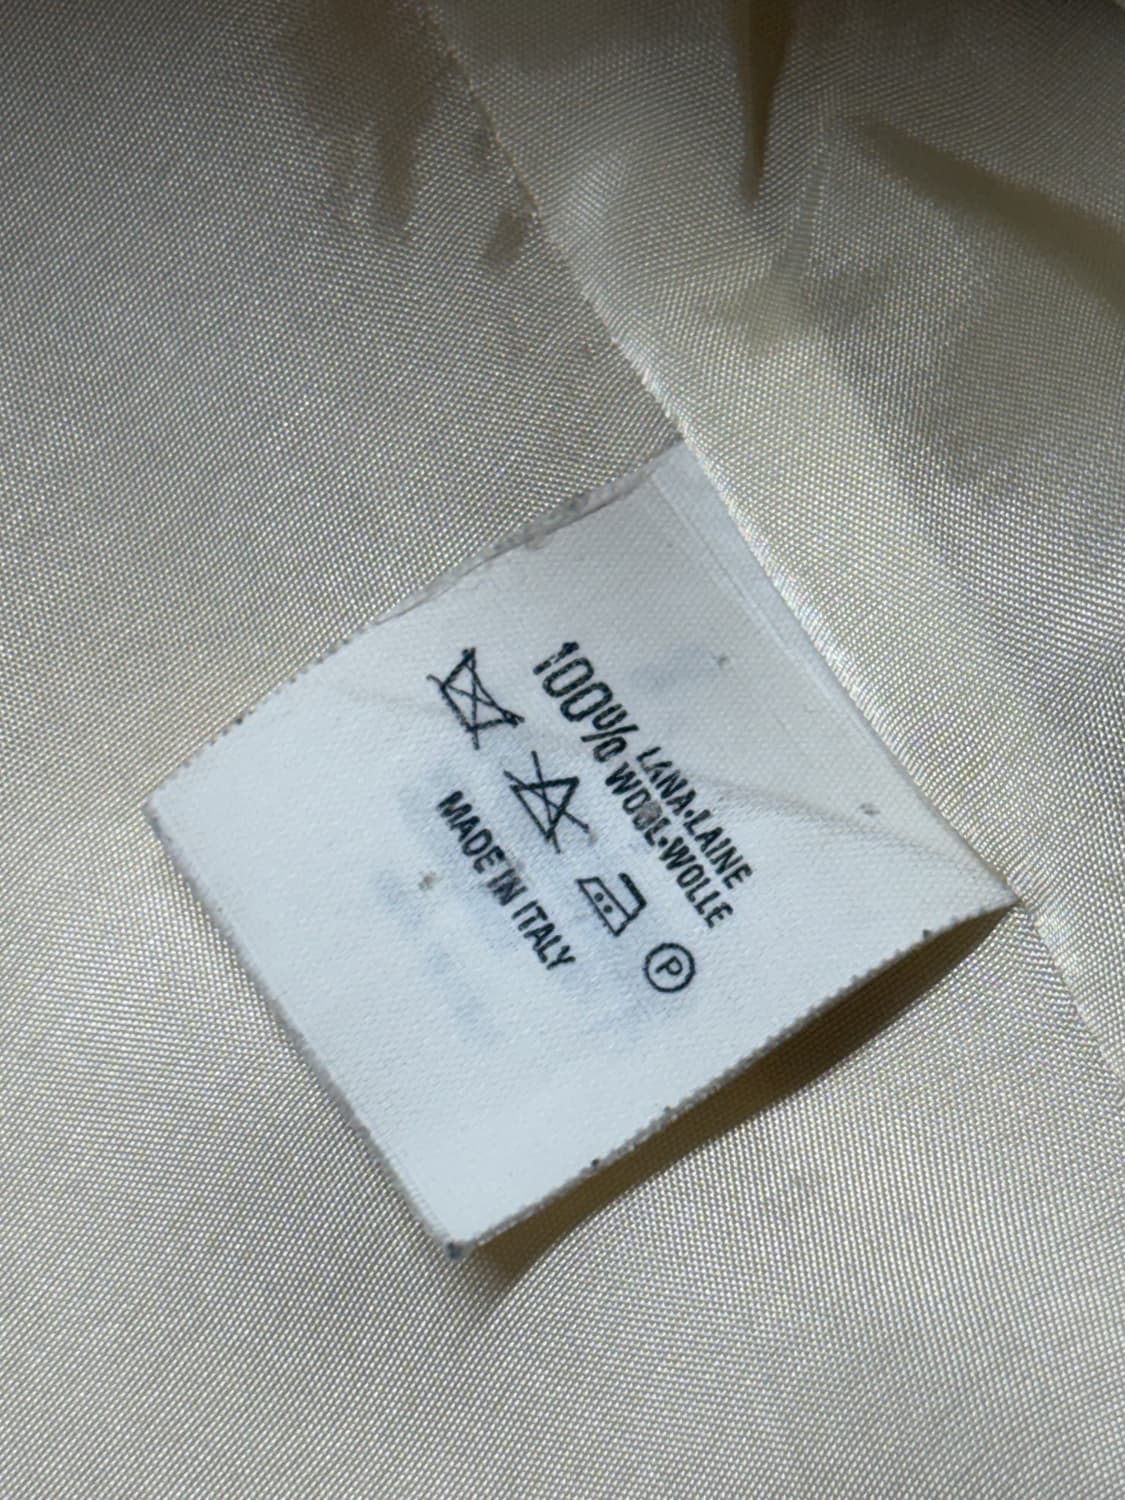 100% LANA·LAINE
WOOL·WOLLE
P
MADE IN ITALY